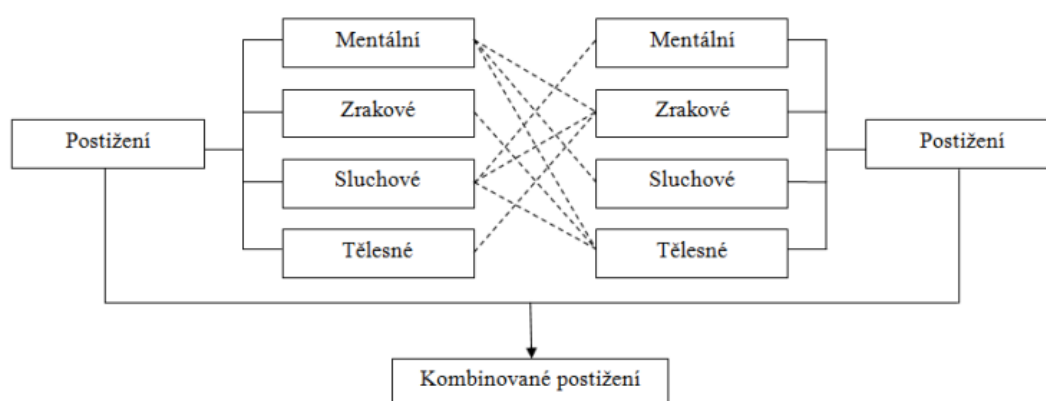 Mentální
Mentální
Zrakové
Zrakové
Postižení
Postižení
Sluchové
Sluchové
Tělesné
Tělesné
Kombinované postižení